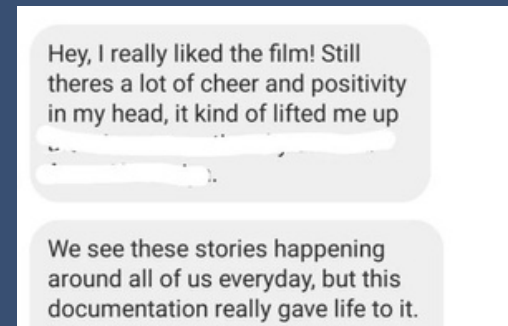 Hey, I really liked the film! Still
theres a lot of cheer and positivity
in my head, it kind of lifted me up
We see these stories happening
around all of us everyday, but this
documentation really gave life to it.